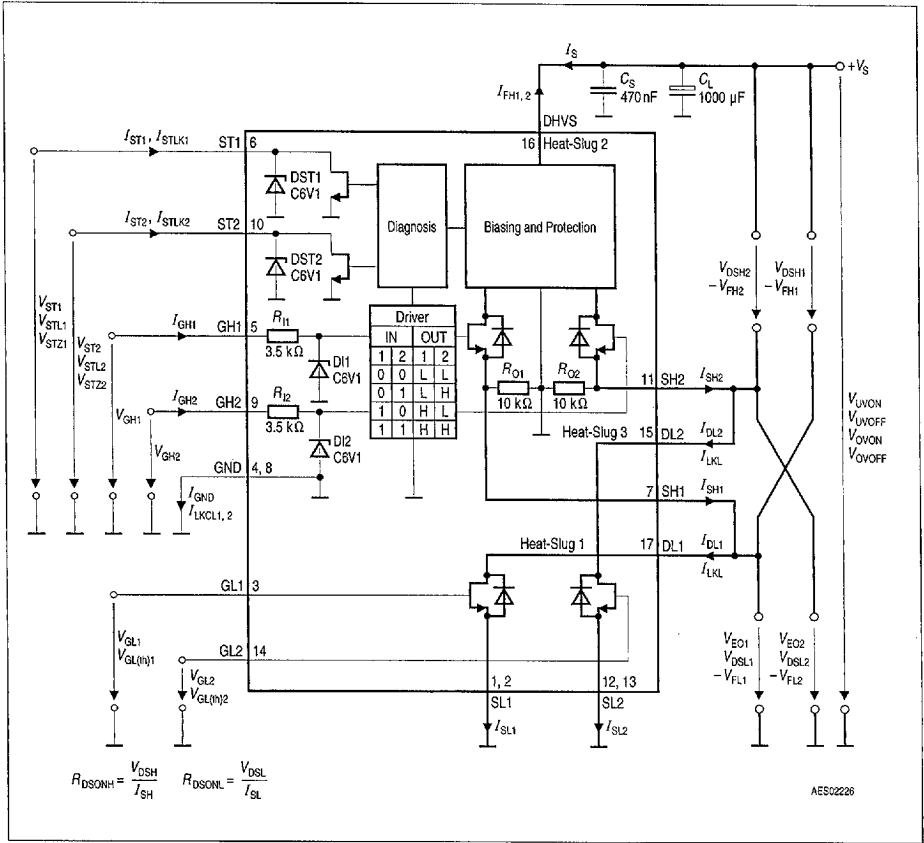 I_S
+V_S
C_S
470 nF
C_L
1000 µF
I_FH1, 2
DHVS
16 Heat-Slug 2
I_ST1, I_STLK1
ST1 6
DST1
C6V1
I_ST2, I_STLK2
ST2 10
DST2
C6V1
Diagnosis
Biasing and Protection
V_DSH2
-V_FH2
V_DSH1
-V_FH1
V_ST1
V_STL1
V_STZ1
V_ST2
V_STL2
V_STZ2
I_GH1
GH1 5
R_I1
3.5 kΩ
DI1
C6V1
Driver
IN OUT
1 2 1 2
0 0 L L
0 1 L H
1 0 H L
1 1 H H
R_O1
10 kΩ
R_O2
10 kΩ
11 SH2
I_SH2
V_GH1
I_GH2
GH2 9
R_I2
3.5 kΩ
DI2
C6V1
V_GH2
Heat-Slug 3
15 DL2
I_DL2
I_LKL
V_UVON
V_UVOFF
V_OVON
V_OVOFF
GND 4, 8
I_GND
I_LKCL1, 2
7 SH1
I_SH1
Heat-Slug 1
17 DL1
I_DL1
I_LKL
GL1 3
V_GL1
V_GL(th)1
GL2 14
V_GL2
V_GL(th)2
V_EO1
V_DSL1
-V_FL1
V_EO2
V_DSL2
-V_FL2
1, 2
SL1
12, 13
SL2
I_SL1
I_SL2
R_DSONH = V_DSH / I_SH
R_DSONL = V_DSL / I_SL
AES02226